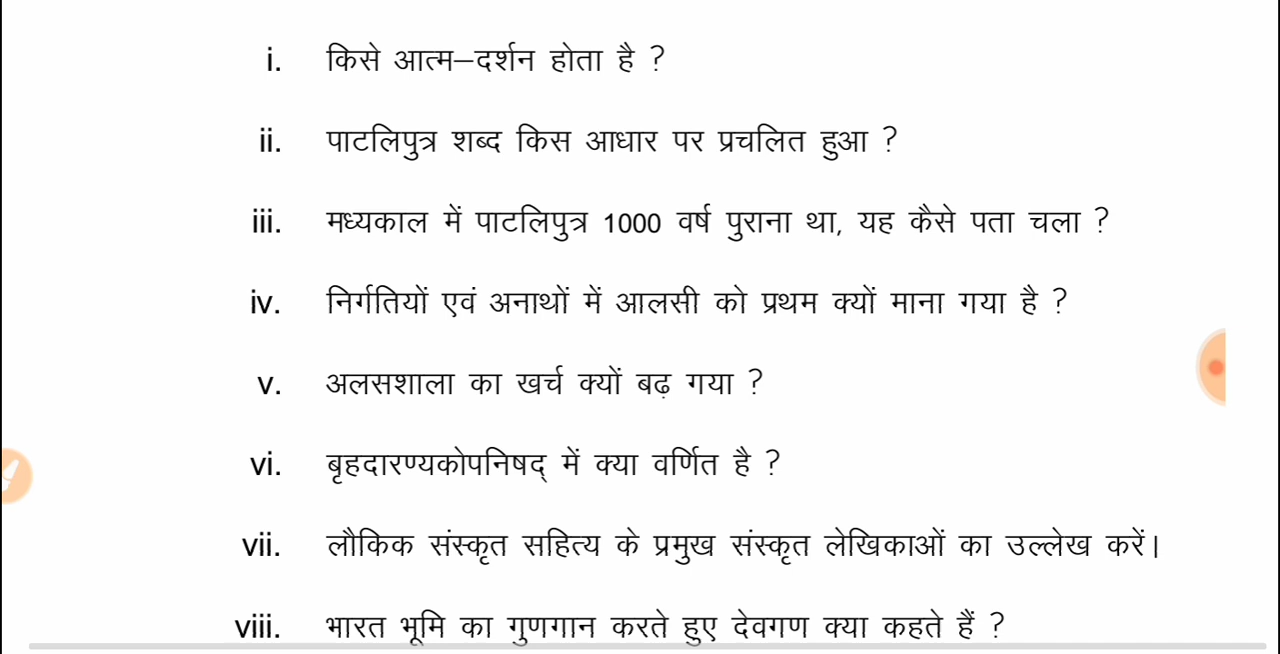 i. किसे आत्म–दर्शन होता है ?
ii. पाटलिपुत्र शब्द किस आधार पर प्रचलित हुआ ?
iii. मध्यकाल में पाटलिपुत्र 1000 वर्ष पुराना था, यह कैसे पता चला ?
iv. निर्गतियों एवं अनाथों में आलसी को प्रथम क्यों माना गया है ?
v. अलसशाला का खर्च क्यों बढ़ गया ?
vi. बृहदारण्यकोपनिषद् में क्या वर्णित है ?
vii. लौकिक संस्कृत सहित्य के प्रमुख संस्कृत लेखिकाओं का उल्लेख करें।
viii. भारत भूमि का गुणगान करते हुए देवगण क्या कहते हैं ?